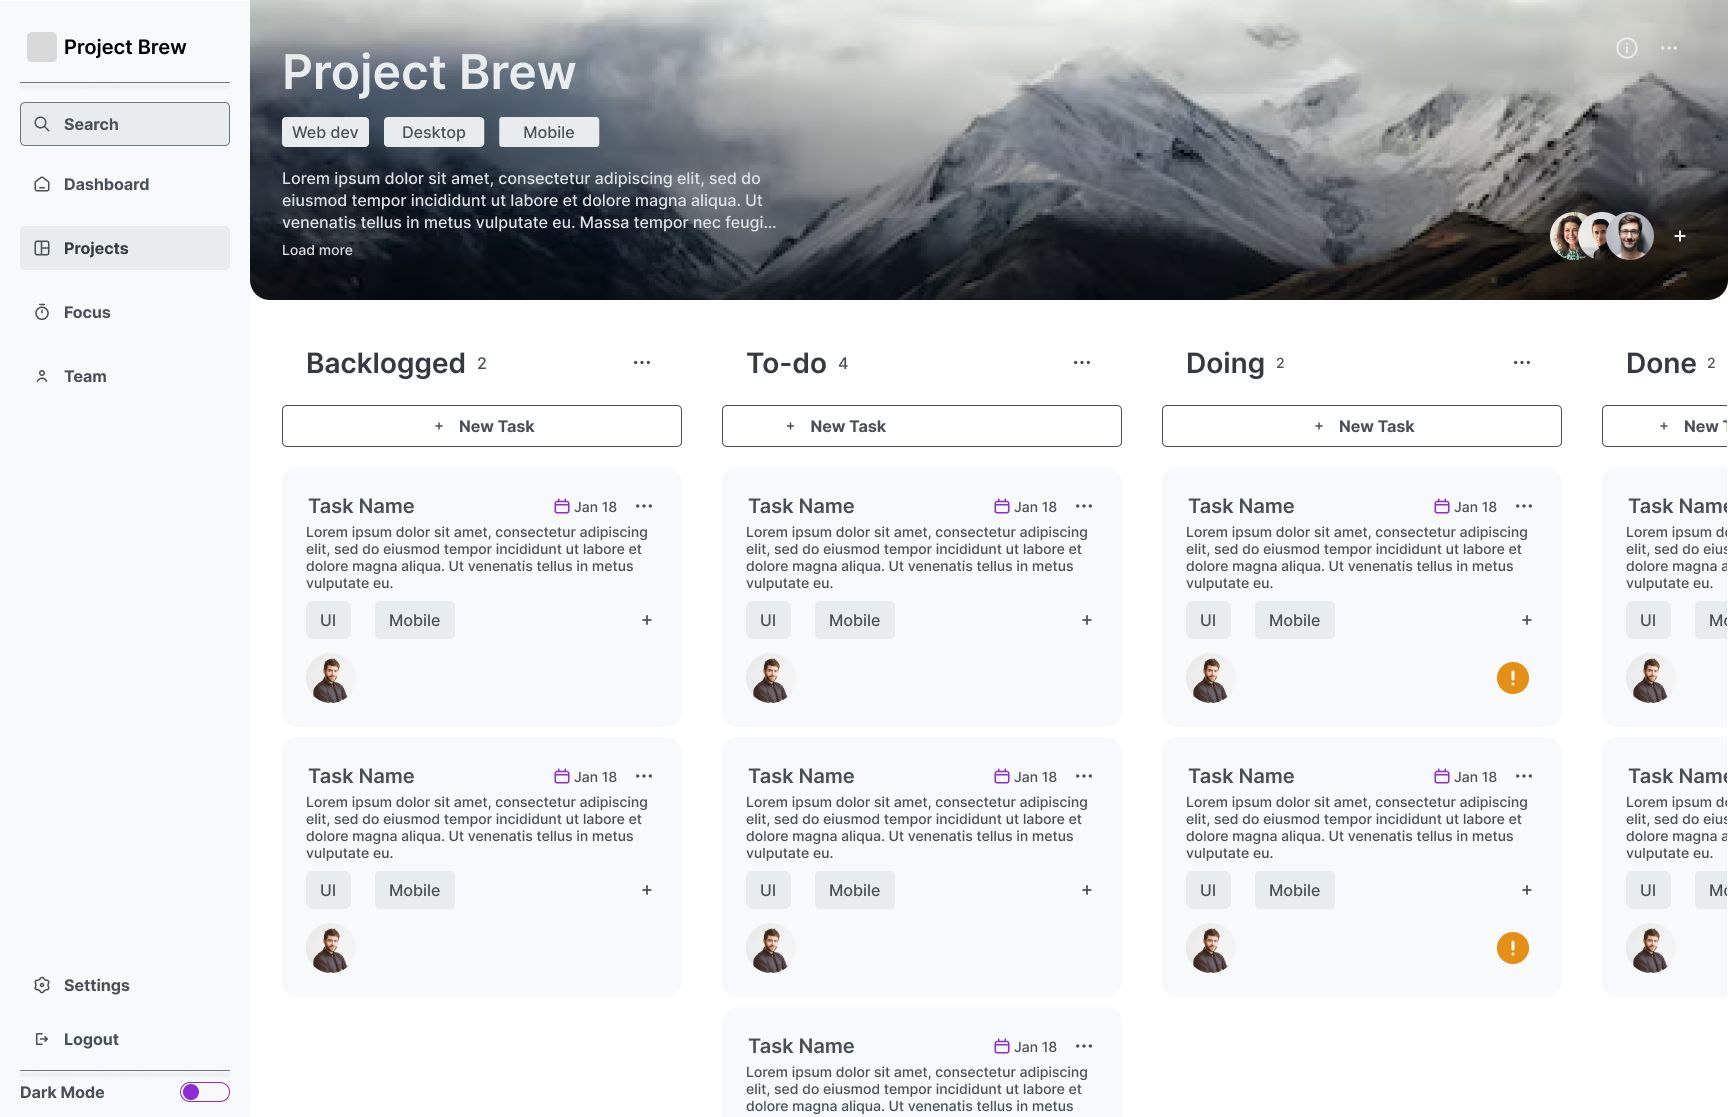 Project Brew
Search
Dashboard
Projects
Focus
Team
Settings
Logout
Dark Mode
Project Brew
Web dev
Desktop
Mobile
Lorem ipsum dolor sit amet, consectetur adipiscing elit, sed do
eiusmod tempor incididunt ut labore et dolore magna aliqua. Ut
venenatis tellus in metus vulputate eu. Massa tempor nec feugi...
Load more
Backlogged 2
+ New Task
Task Name
Jan 18
Lorem ipsum dolor sit amet, consectetur adipiscing
elit, sed do eiusmod tempor incididunt ut labore et
dolore magna aliqua. Ut venenatis tellus in metus
vulputate eu.
UI
Mobile
+
Task Name
Jan 18
Lorem ipsum dolor sit amet, consectetur adipiscing
elit, sed do eiusmod tempor incididunt ut labore et
dolore magna aliqua. Ut venenatis tellus in metus
vulputate eu.
UI
Mobile
+
To-do 4
+ New Task
Task Name
Jan 18
Lorem ipsum dolor sit amet, consectetur adipiscing
elit, sed do eiusmod tempor incididunt ut labore et
dolore magna aliqua. Ut venenatis tellus in metus
vulputate eu.
UI
Mobile
+
Task Name
Jan 18
Lorem ipsum dolor sit amet, consectetur adipiscing
elit, sed do eiusmod tempor incididunt ut labore et
dolore magna aliqua. Ut venenatis tellus in metus
vulputate eu.
UI
Mobile
+
Task Name
Jan 18
Lorem ipsum dolor sit amet, consectetur adipiscing
elit, sed do eiusmod tempor incididunt ut labore et
dolore magna aliqua. Ut venenatis tellus in metus
Doing 2
+ New Task
Task Name
Jan 18
Lorem ipsum dolor sit amet, consectetur adipiscing
elit, sed do eiusmod tempor incididunt ut labore et
dolore magna aliqua. Ut venenatis tellus in metus
vulputate eu.
UI
Mobile
+
!
Task Name
Jan 18
Lorem ipsum dolor sit amet, consectetur adipiscing
elit, sed do eiusmod tempor incididunt ut labore et
dolore magna aliqua. Ut venenatis tellus in metus
vulputate eu.
UI
Mobile
+
!
Done 2
+ New
Task Name
Lorem ipsum
elit, sed do
dolore magna
vulputate eu.
UI
Task Name
Lorem ipsum
elit, sed do
dolore magna
vulputate eu.
UI